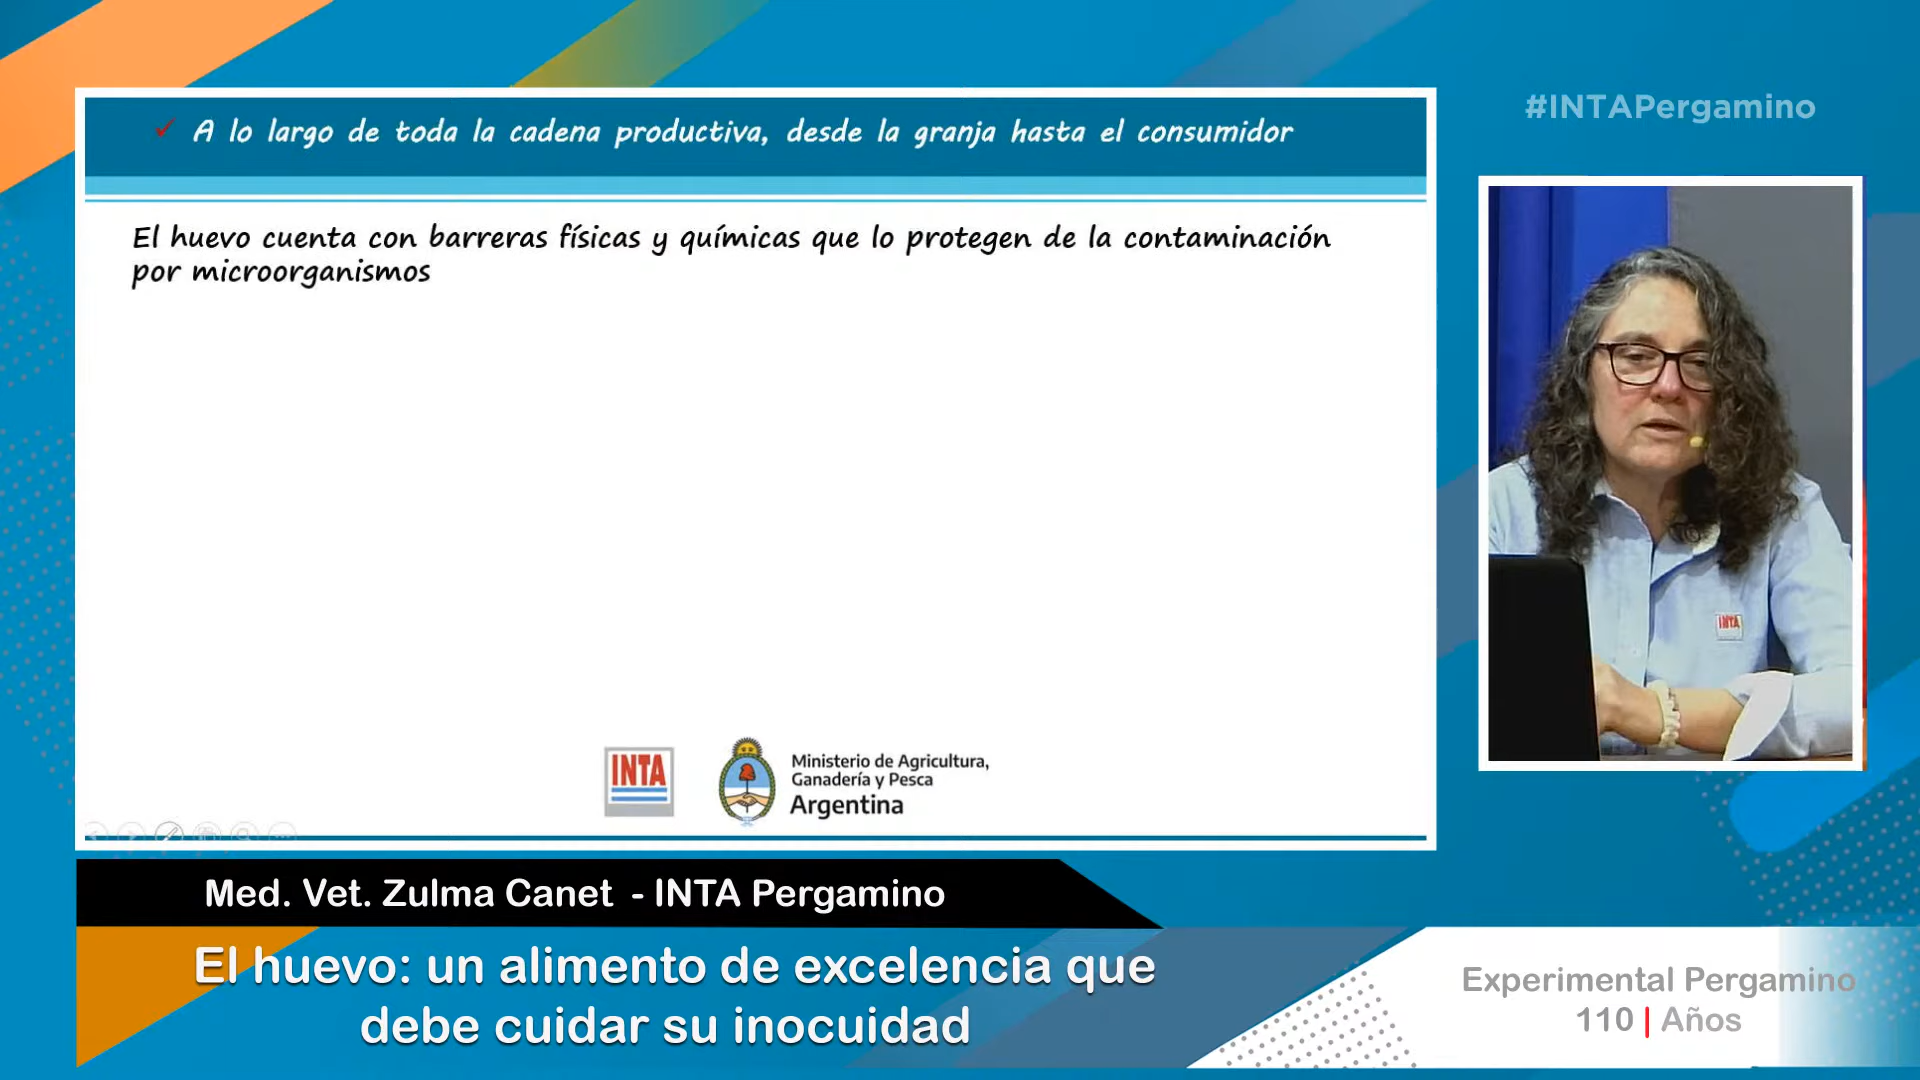 #INTAPergamino
✓ A lo largo de toda la cadena productiva, desde la granja hasta el consumidor
El huevo cuenta con barreras físicas y químicas que lo protegen de la contaminación
por microorganismos
INTA
INTA
Ministerio de Agricultura,
Ganadería y Pesca
Argentina
Med. Vet. Zulma Canet - INTA Pergamino
El huevo: un alimento de excelencia que
debe cuidar su inocuidad
Experimental Pergamino
110 | Años